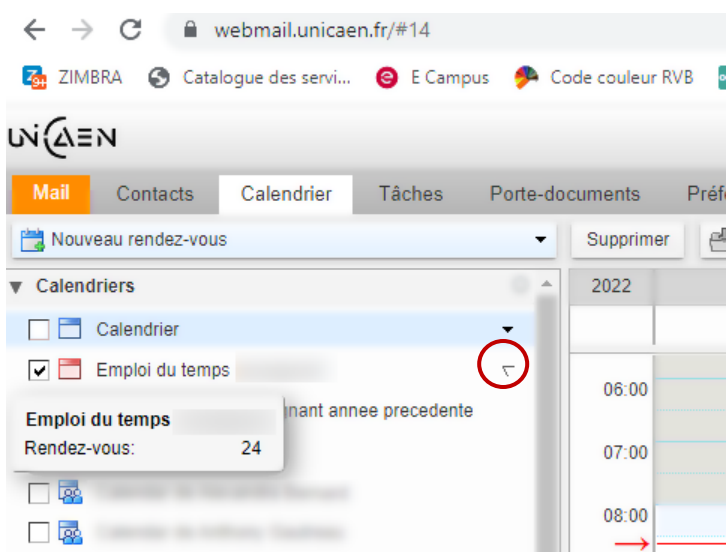 webmail.unicaen.fr/#14
ZIMBRA Catalogue des servi... E Campus Code couleur RVB
UNICAEN
Mail Contacts Calendrier Tâches Porte-documents Préf
Nouveau rendez-vous Supprimer
Calendriers 2022
Calendrier
Emploi du temps
06:00
gnant annee precedente
Emploi du temps
Rendez-vous: 24
07:00
08:00